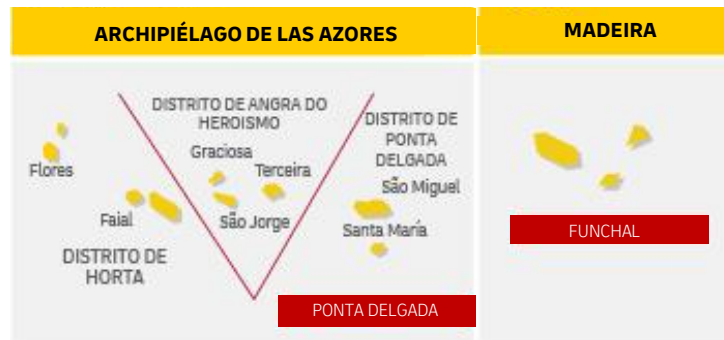 ARCHIPIÉLAGO DE LAS AZORES
MADEIRA
DISTRITO DE ANGRA DO
HEROISMO
DISTRITO DE
PONTA
DELGADA
Graciosa
Flores
Terceira
São Miguel
Faial
São Jorge
Santa María
DISTRITO DE
HORTA
PONTA DELGADA
FUNCHAL